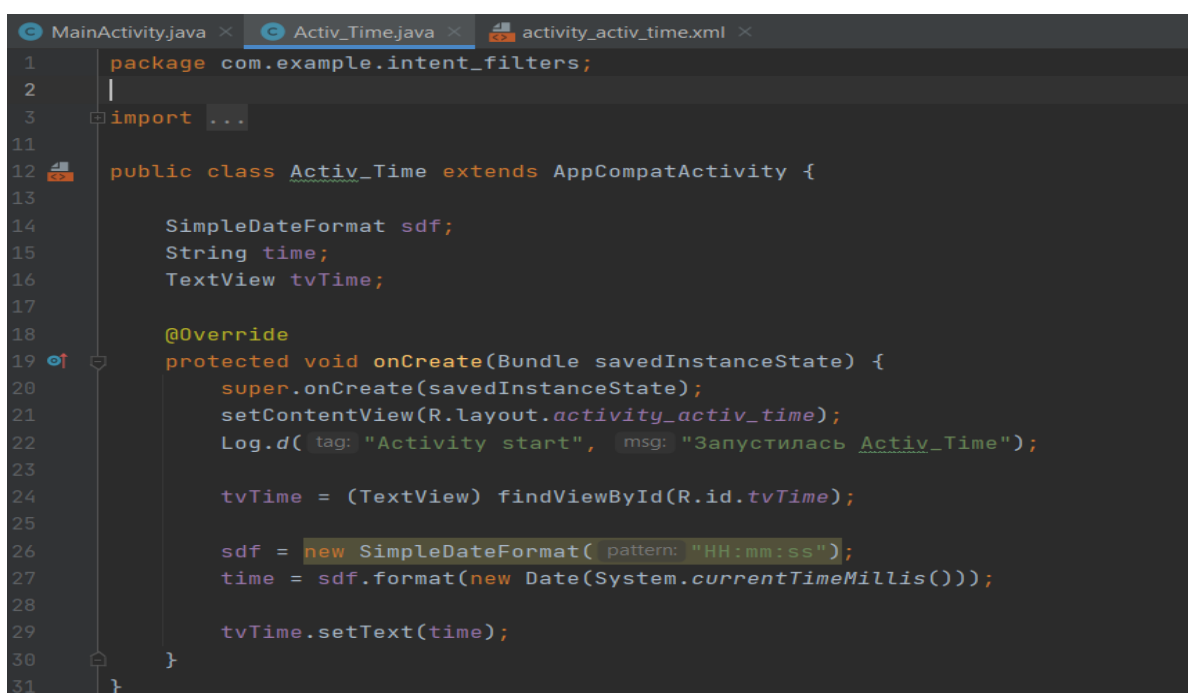 MainActivity.java × Activ_Time.java × activity_activ_time.xml ×
1 package com.example.intent_filters;
2
3 import ...
11
12 public class Activ_Time extends AppCompatActivity {
13
14 SimpleDateFormat sdf;
15 String time;
16 TextView tvTime;
17
18 @Override
19 protected void onCreate(Bundle savedInstanceState) {
20 super.onCreate(savedInstanceState);
21 setContentView(R.layout.activity_activ_time);
22 Log.d( tag: "Activity start", msg: "Запустилась Activ_Time");
23
24 tvTime = (TextView) findViewById(R.id.tvTime);
25
26 sdf = new SimpleDateFormat( pattern: "HH:mm:ss");
27 time = sdf.format(new Date(System.currentTimeMillis()));
28
29 tvTime.setText(time);
30 }
31 }